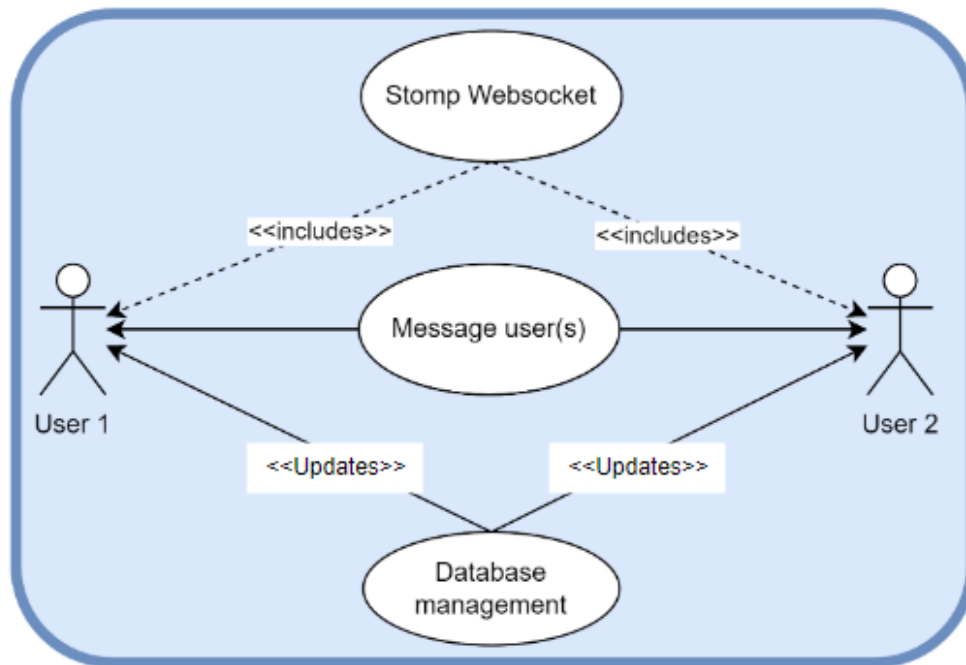 Stomp Websocket
<<includes>>
<<includes>>
Message user(s)
User 1
User 2
<<Updates>>
<<Updates>>
Database
management